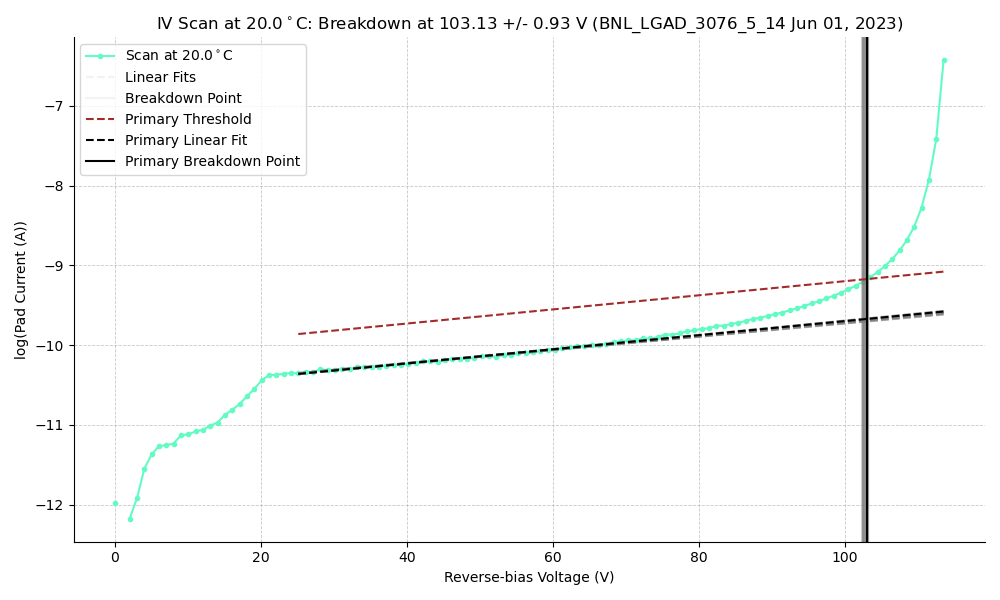 IV Scan at 20.0°C: Breakdown at 103.13 +/- 0.93 V (BNL_LGAD_3076_5_14 Jun 01, 2023)
Scan at 20.0°C
Linear Fits
Breakdown Point
Primary Threshold
Primary Linear Fit
Primary Breakdown Point
log(Pad Current (A))
−7
−8
−9
−10
−11
−12
0 20 40 60 80 100
Reverse-bias Voltage (V)